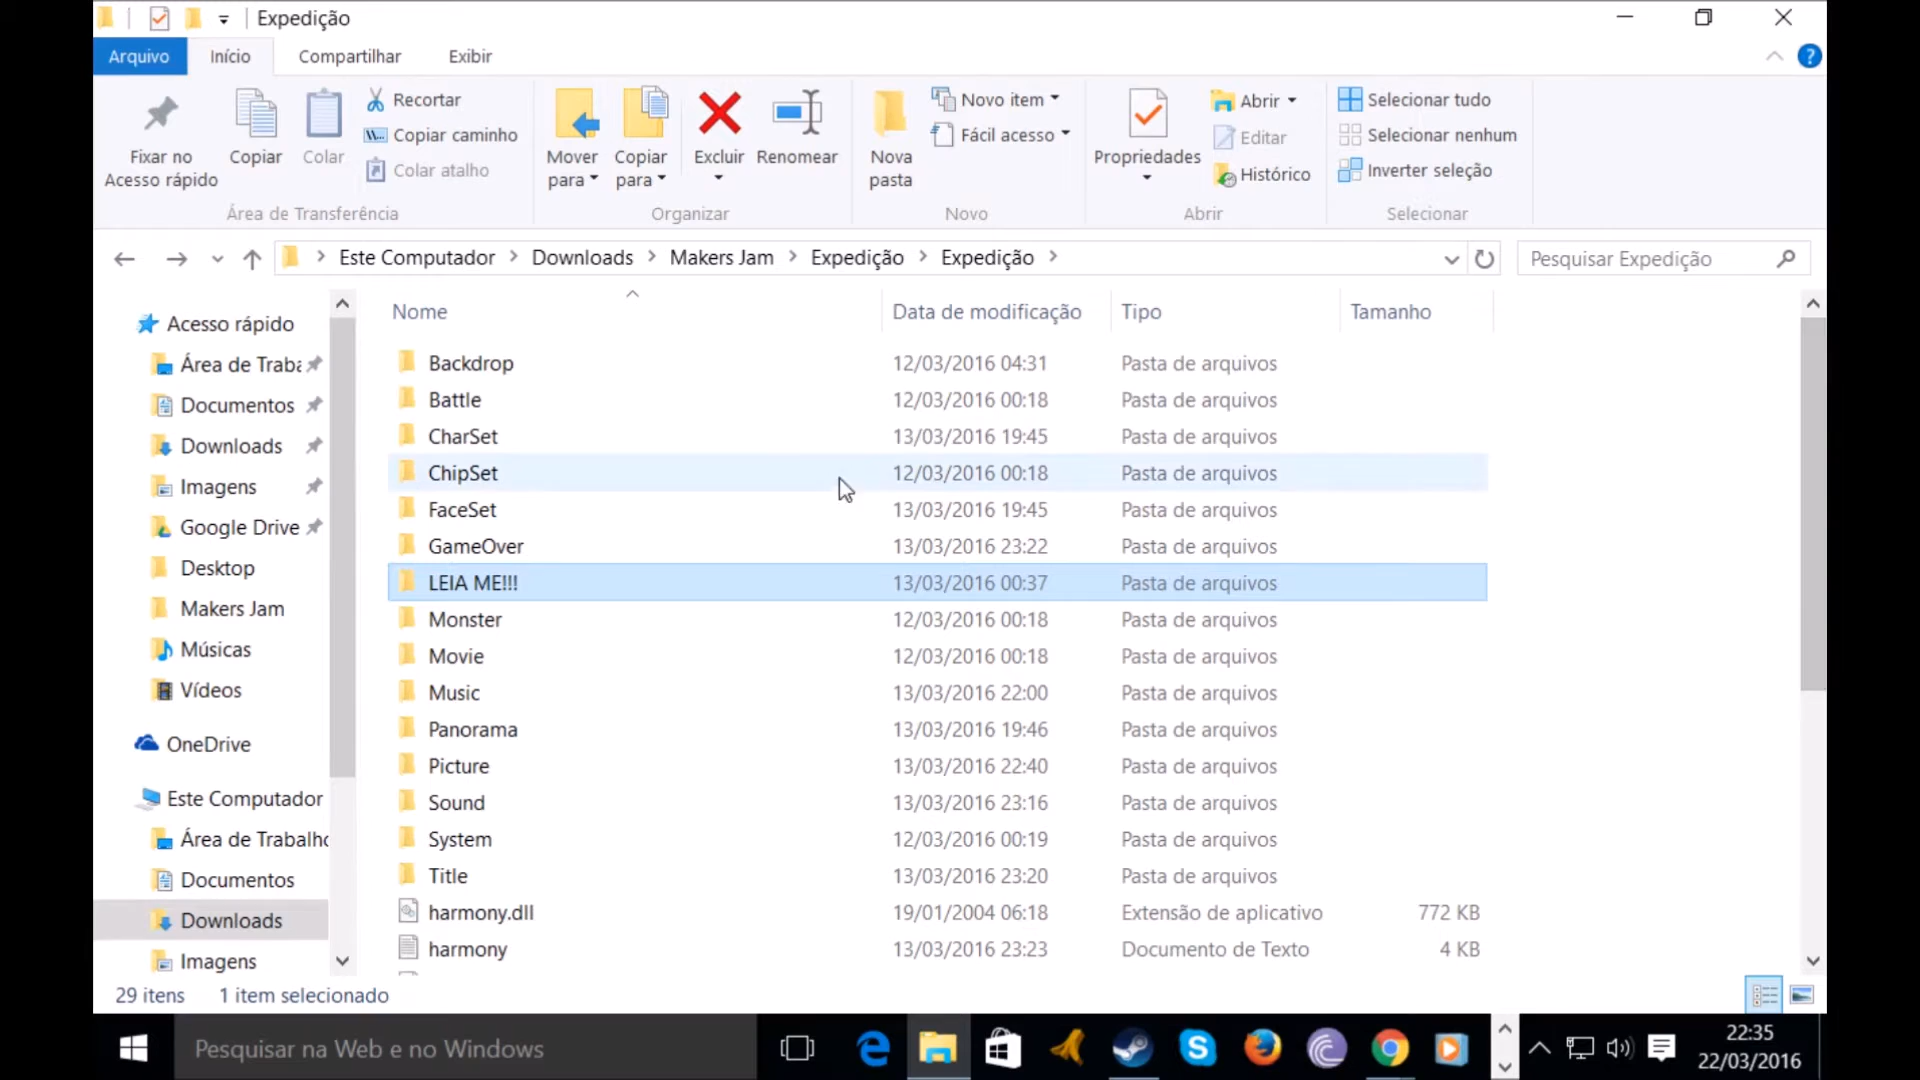 Expedição
Arquivo Início Compartilhar Exibir
Fixar no Acesso rápido
Copiar
Colar
Recortar
Copiar caminho
Colar atalho
Área de Transferência
Mover para
Copiar para
Excluir
Renomear
Organizar
Nova pasta
Novo item
Fácil acesso
Novo
Propriedades
Abrir
Editar
Histórico
Abrir
Selecionar tudo
Selecionar nenhum
Inverter seleção
Selecionar
Este Computador Downloads Makers Jam Expedição Expedição
Pesquisar Expedição
Acesso rápido
Área de Traba
Documentos
Downloads
Imagens
Google Drive
Desktop
Makers Jam
Músicas
Vídeos
OneDrive
Este Computador
Área de Trabalho
Documentos
Downloads
Imagens
Nome Data de modificação Tipo Tamanho
Backdrop 12/03/2016 04:31 Pasta de arquivos
Battle 12/03/2016 00:18 Pasta de arquivos
CharSet 13/03/2016 19:45 Pasta de arquivos
ChipSet 12/03/2016 00:18 Pasta de arquivos
FaceSet 13/03/2016 19:45 Pasta de arquivos
GameOver 13/03/2016 23:22 Pasta de arquivos
LEIA ME!!! 13/03/2016 00:37 Pasta de arquivos
Monster 12/03/2016 00:18 Pasta de arquivos
Movie 12/03/2016 00:18 Pasta de arquivos
Music 13/03/2016 22:00 Pasta de arquivos
Panorama 13/03/2016 19:46 Pasta de arquivos
Picture 13/03/2016 22:40 Pasta de arquivos
Sound 13/03/2016 23:16 Pasta de arquivos
System 12/03/2016 00:19 Pasta de arquivos
Title 13/03/2016 23:20 Pasta de arquivos
harmony.dll 19/01/2004 06:18 Extensão de aplicativo 772 KB
harmony 13/03/2016 23:23 Documento de Texto 4 KB
29 itens 1 item selecionado
Pesquisar na Web e no Windows
22:35
22/03/2016